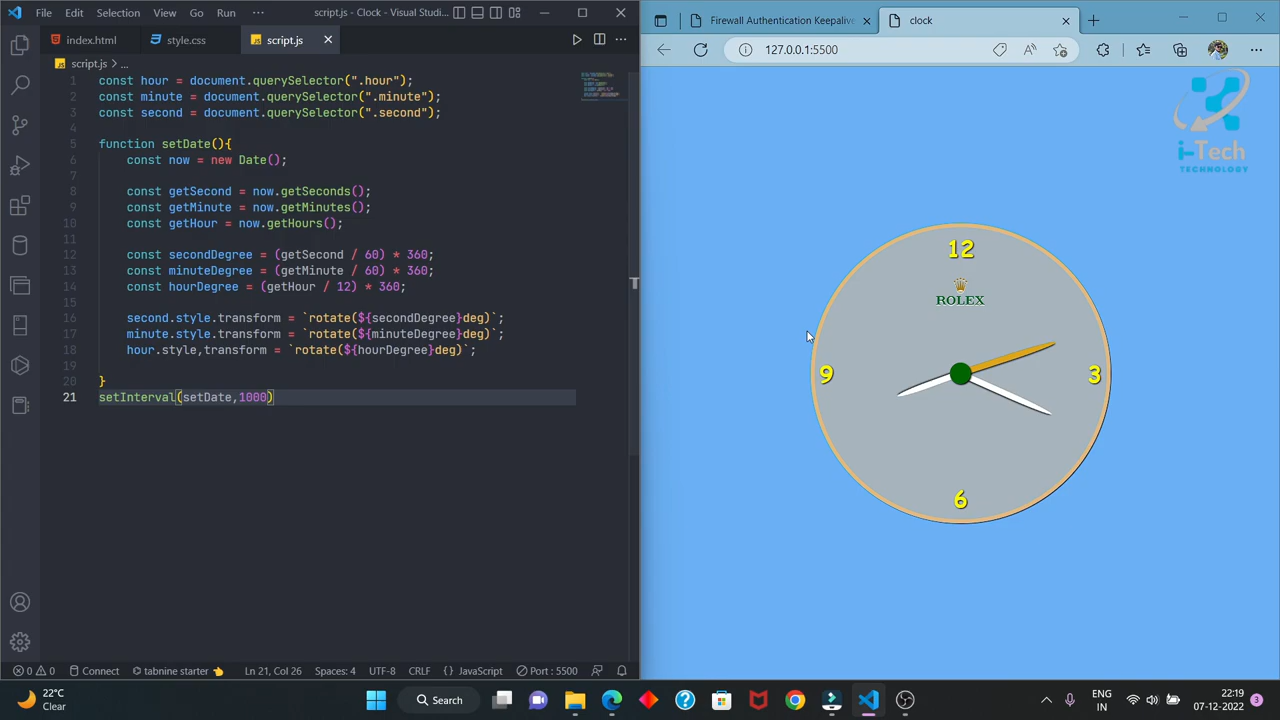 File Edit Selection View Go Run ··· script.js - Clock - Visual Studi...
index.html style.css script.js
script.js > ...
1 const hour = document.querySelector(".hour");
2 const minute = document.querySelector(".minute");
3 const second = document.querySelector(".second");
4
5 function setDate(){
6 const now = new Date();
7
8 const getSecond = now.getSeconds();
9 const getMinute = now.getMinutes();
10 const getHour = now.getHours();
11
12 const secondDegree = (getSecond / 60) * 360;
13 const minuteDegree = (getMinute / 60) * 360;
14 const hourDegree = (getHour / 12) * 360;
15
16 second.style.transform = `rotate(${secondDegree}deg)`;
17 minute.style.transform = `rotate(${minuteDegree}deg)`;
18 hour.style,transform = `rotate(${hourDegree}deg)`;
19
20 }
21 setInterval(setDate,1000)
0 0 Connect tabnine starter Ln 21, Col 26 Spaces: 4 UTF-8 CRLF {} JavaScript Port : 5500
Firewall Authentication Keepalive clock
127.0.0.1:5500
i-Tech
TECHNOLOGY
12
ROLEX
9 3
6
22°C
Clear
Search
ENG
IN
22:19
07-12-2022
3